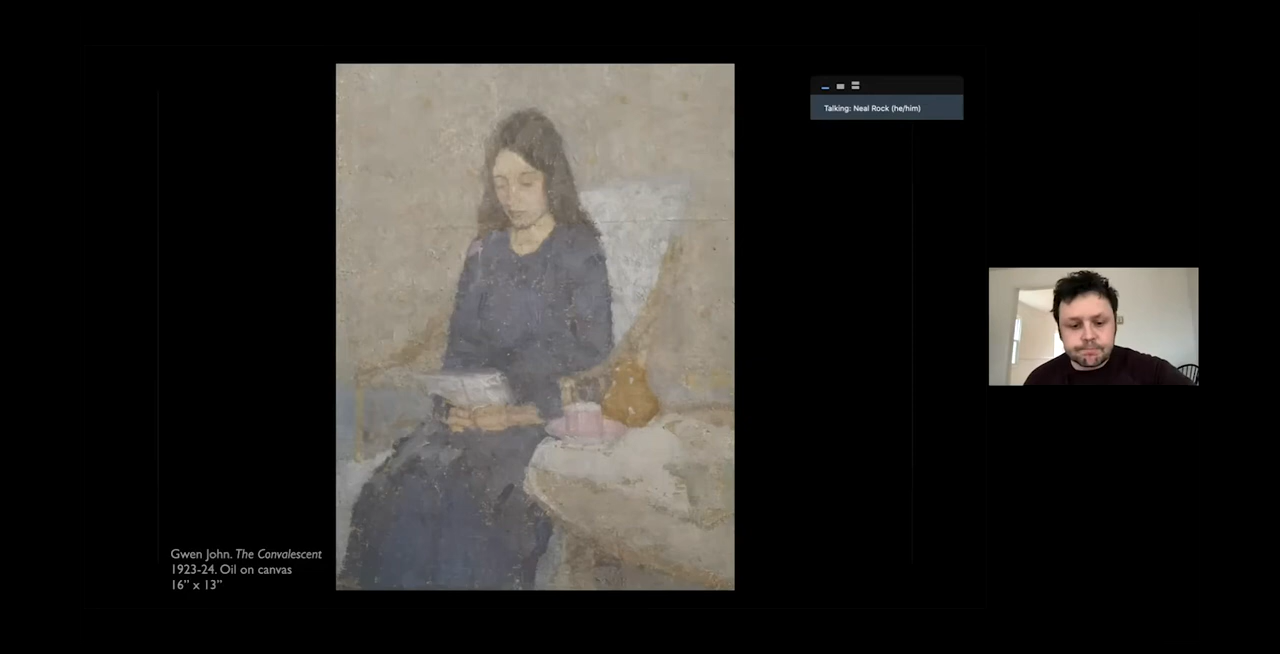 Talking: Neal Rock (he/him)
Gwen John. The Convalescent
1923-24. Oil on canvas
16” x 13”